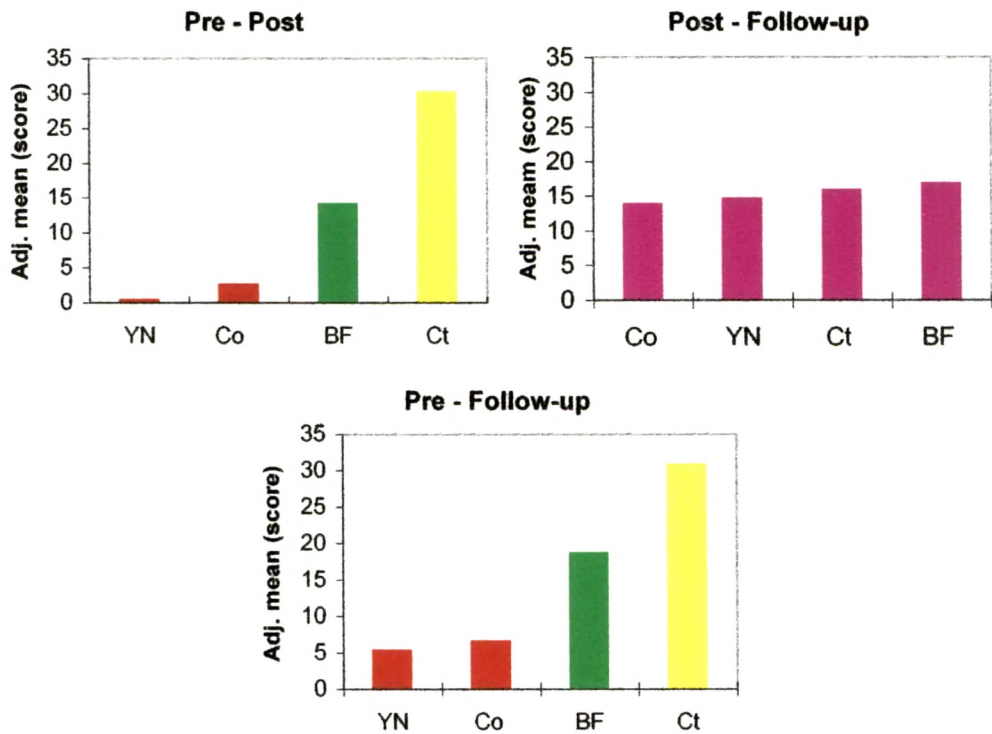 Pre - Post
Adj. mean (score)
35
30
25
20
15
10
5
0
YN Co BF Ct
Post - Follow-up
Adj. meam (score)
35
30
25
20
15
10
5
0
Co YN Ct BF
Pre - Follow-up
Adj. mean (score)
35
30
25
20
15
10
5
0
YN Co BF Ct